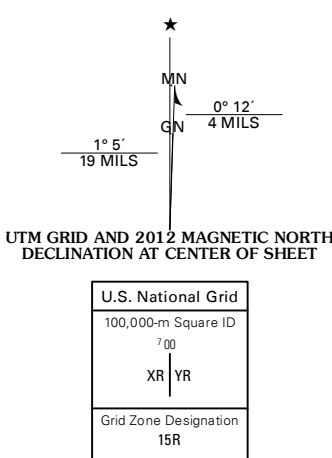 ★
MN
0° 12´
4 MILS
GN
1° 5´
19 MILS
UTM GRID AND 2012 MAGNETIC NORTH
DECLINATION AT CENTER OF SHEET
U.S. National Grid
100,000-m Square ID
7 00
XR YR
Grid Zone Designation
15R